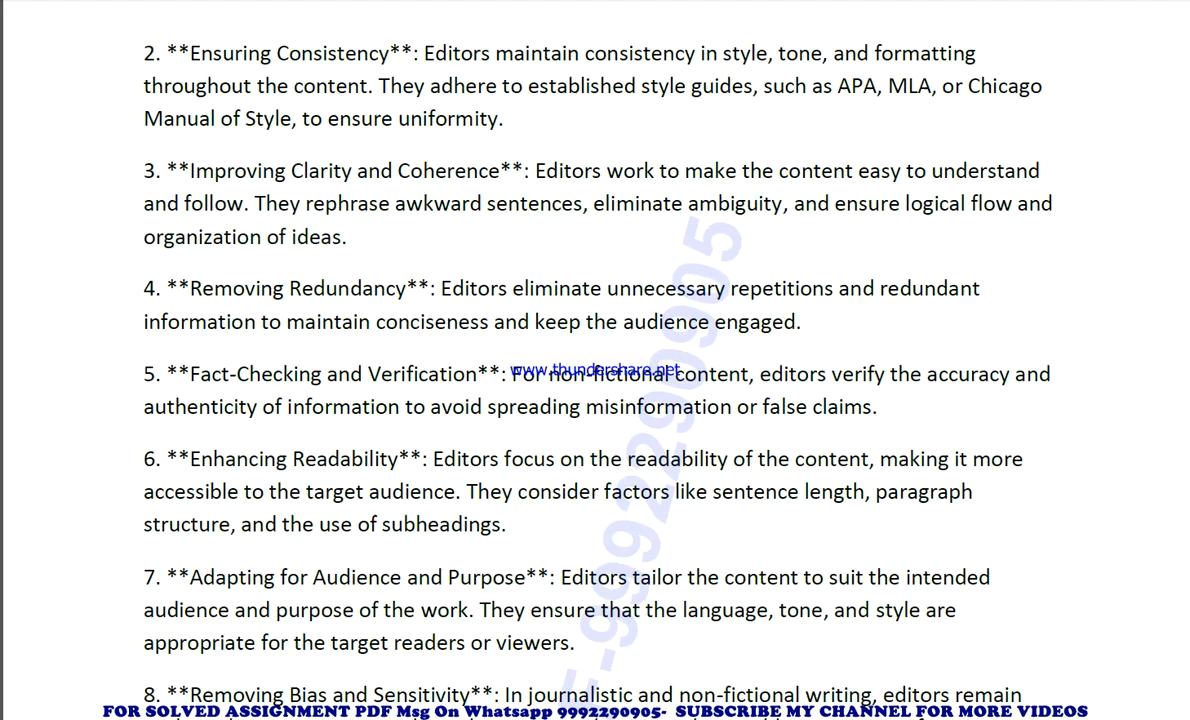 2. **Ensuring Consistency**: Editors maintain consistency in style, tone, and formatting
throughout the content. They adhere to established style guides, such as APA, MLA, or Chicago
Manual of Style, to ensure uniformity.
3. **Improving Clarity and Coherence**: Editors work to make the content easy to understand
and follow. They rephrase awkward sentences, eliminate ambiguity, and ensure logical flow and
organization of ideas.
4. **Removing Redundancy**: Editors eliminate unnecessary repetitions and redundant
information to maintain conciseness and keep the audience engaged.
5. **Fact-Checking and Verification**: For non-fictional content, editors verify the accuracy and
www.thundershare.net
authenticity of information to avoid spreading misinformation or false claims.
6. **Enhancing Readability**: Editors focus on the readability of the content, making it more
accessible to the target audience. They consider factors like sentence length, paragraph
structure, and the use of subheadings.
7. **Adapting for Audience and Purpose**: Editors tailor the content to suit the intended
audience and purpose of the work. They ensure that the language, tone, and style are
appropriate for the target readers or viewers.
8. **Removing Bias and Sensitivity**: In journalistic and non-fictional writing, editors remain
FOR SOLVED ASSIGNMENT PDF Msg On Whatsapp 9992290905- SUBSCRIBE MY CHANNEL FOR MORE VIDEOS
-9992290905